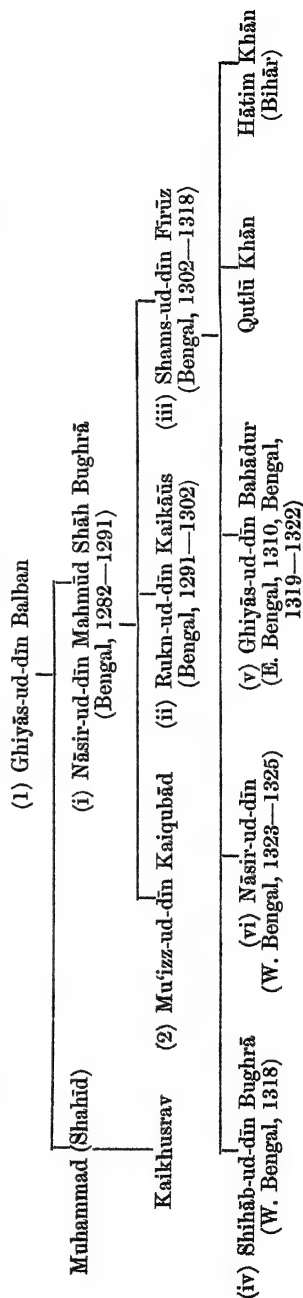 (1) Ghiyās-ud-dīn Balban
Muhammad (Shahīd)
(i) Nāsir-ud-dīn Mahmūd Shāh Bughrā
(Bengal, 1282—1291)
Kaikhusrav
(2) Mu‘izz-ud-dīn Kaiqubād
(ii) Rukn-ud-dīn Kaikāūs
(Bengal, 1291—1302)
(iii) Shams-ud-dīn Fīrūz
(Bengal, 1302—1318)
(iv) Shihāb-ud-dīn Bughrā
(W. Bengal, 1318)
(vi) Nāsir-ud-dīn
(W. Bengal, 1323—1325)
(v) Ghiyās-ud-dīn Bahādur
(E. Bengal, 1310, Bengal,
1319—1322)
Qutlū Khān
Hātim Khān
(Bihār)